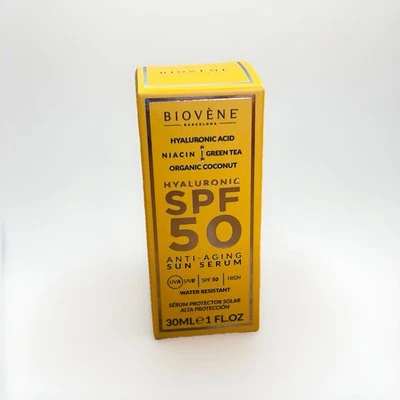 BIOVÈNE
BIOVÈNE
BARCELONA
HYALURONIC ACID
NIACIN & GREEN TEA
ORGANIC COCONUT
HYALURONIC
SPF
50
ANTI-AGING
SUN SERUM
UVA UVB SPF 50 HIGH
WATER RESISTANT
SÉRUM PROTECTOR SOLAR
ALTA PROTECCIÓN
30ML℮1 FL.OZ